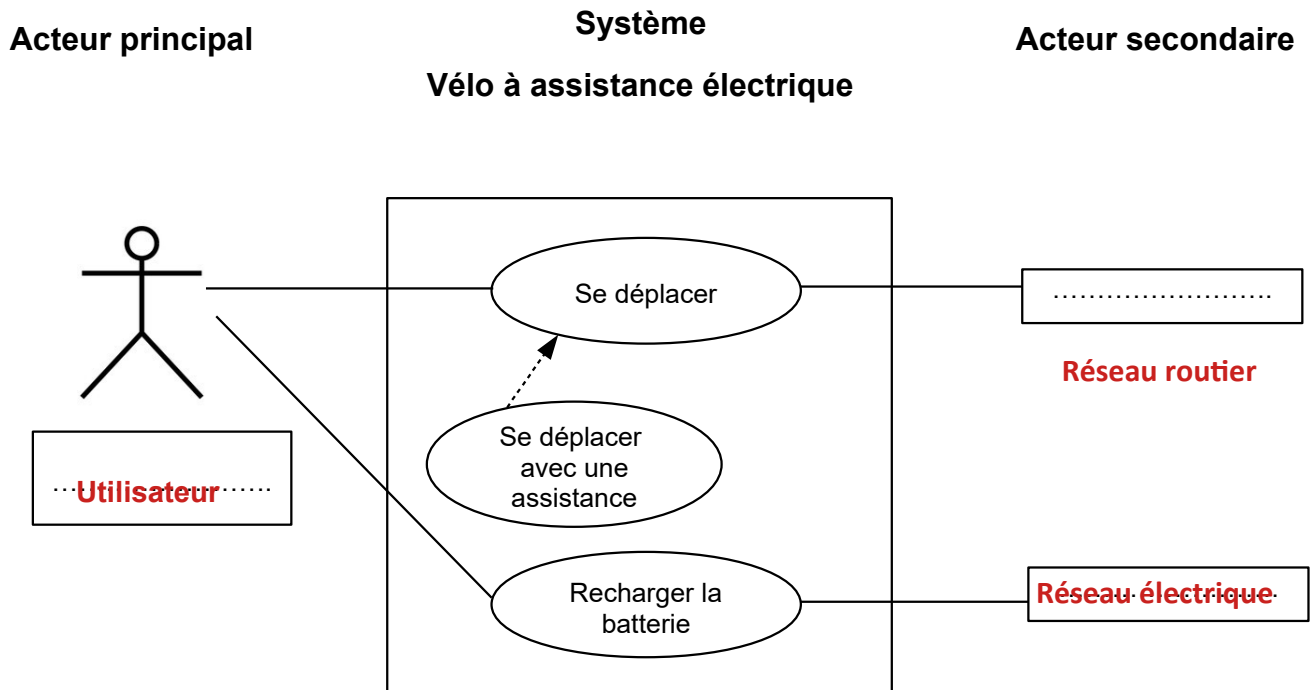 Système
Acteur principal
Acteur secondaire
Vélo à assistance électrique
Se déplacer
……………………….
Réseau routier
Se déplacer
avec une
assistance
Utilisateur
Recharger la
batterie
Réseau électrique